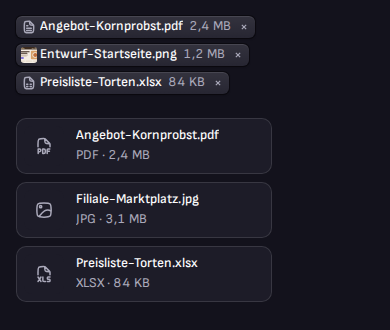 Angebot-Kornprobst.pdf 2,4 MB ×
Entwurf-Startseite.png 1,2 MB ×
Preisliste-Torten.xlsx 84 KB ×
Angebot-Kornprobst.pdf
PDF
PDF · 2,4 MB
Filiale-Marktplatz.jpg
JPG · 3,1 MB
Preisliste-Torten.xlsx
XLS
XLSX · 84 KB